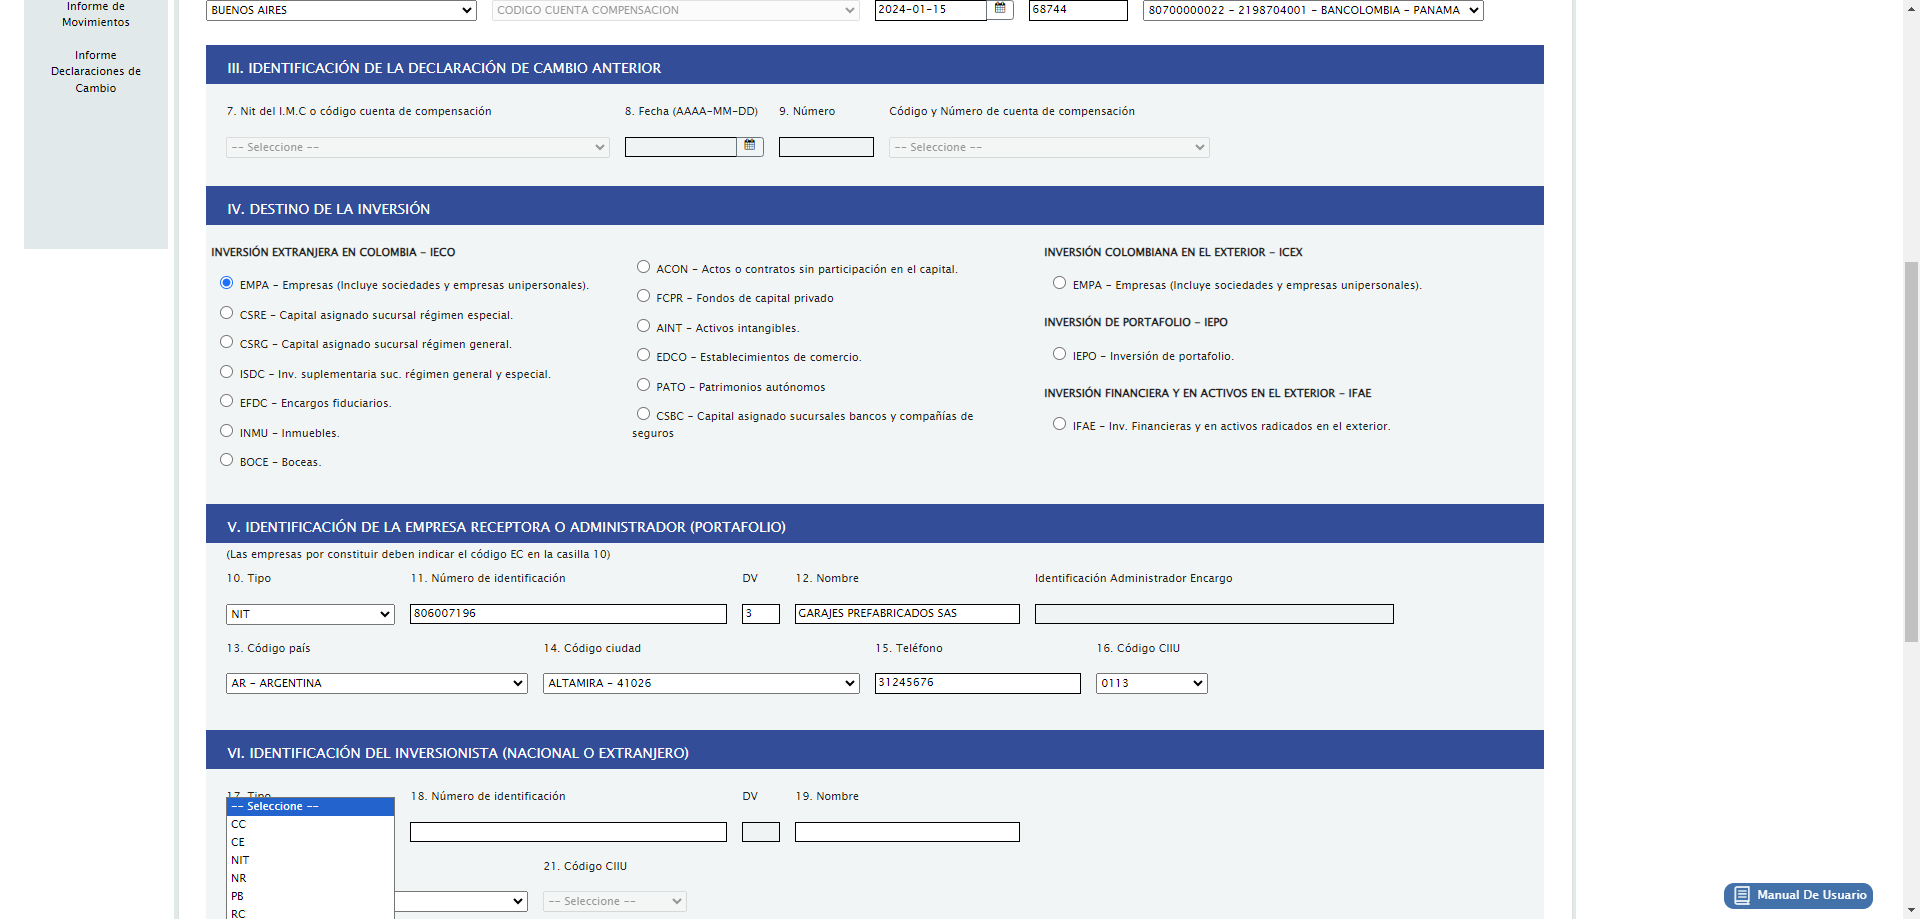 Informe de
Movimientos
Informe
Declaraciones de
Cambio
BUENOS AIRES
CODIGO CUENTA COMPENSACION
2024-01-15
68744
80700000022 - 2198704001 - BANCOLOMBIA - PANAMA
III. IDENTIFICACIÓN DE LA DECLARACIÓN DE CAMBIO ANTERIOR
7. Nit del I.M.C o código cuenta de compensación
8. Fecha (AAAA-MM-DD)
9. Número
Código y Número de cuenta de compensación
-- Seleccione --
-- Seleccione --
IV. DESTINO DE LA INVERSIÓN
INVERSIÓN EXTRANJERA EN COLOMBIA - IECO
EMPA - Empresas (Incluye sociedades y empresas unipersonales).
CSRE - Capital asignado sucursal régimen especial.
CSRG - Capital asignado sucursal régimen general.
ISDC - Inv. suplementaria suc. régimen general y especial.
EFDC - Encargos fiduciarios.
INMU - Inmuebles.
BOCE - Boceas.
ACON - Actos o contratos sin participación en el capital.
FCPR - Fondos de capital privado
AINT - Activos intangibles.
EDCO - Establecimientos de comercio.
PATO - Patrimonios autónomos
CSBC - Capital asignado sucursales bancos y compañías de
seguros
INVERSIÓN COLOMBIANA EN EL EXTERIOR - ICEX
EMPA - Empresas (Incluye sociedades y empresas unipersonales).
INVERSIÓN DE PORTAFOLIO - IEPO
IEPO - Inversión de portafolio.
INVERSIÓN FINANCIERA Y EN ACTIVOS EN EL EXTERIOR - IFAE
IFAE - Inv. Financieras y en activos radicados en el exterior.
V. IDENTIFICACIÓN DE LA EMPRESA RECEPTORA O ADMINISTRADOR (PORTAFOLIO)
(Las empresas por constituir deben indicar el código EC en la casilla 10)
10. Tipo
11. Número de identificación
DV
12. Nombre
Identificación Administrador Encargo
NIT
806007196
3
GARAJES PREFABRICADOS SAS
13. Código país
14. Código ciudad
15. Teléfono
16. Código CIIU
AR - ARGENTINA
ALTAMIRA - 41026
31245676
0113
VI. IDENTIFICACIÓN DEL INVERSIONISTA (NACIONAL O EXTRANJERO)
17. Tipo
18. Número de identificación
DV
19. Nombre
-- Seleccione --
CC
CE
NIT
NR
PB
RC
21. Código CIIU
-- Seleccione --
Manual De Usuario